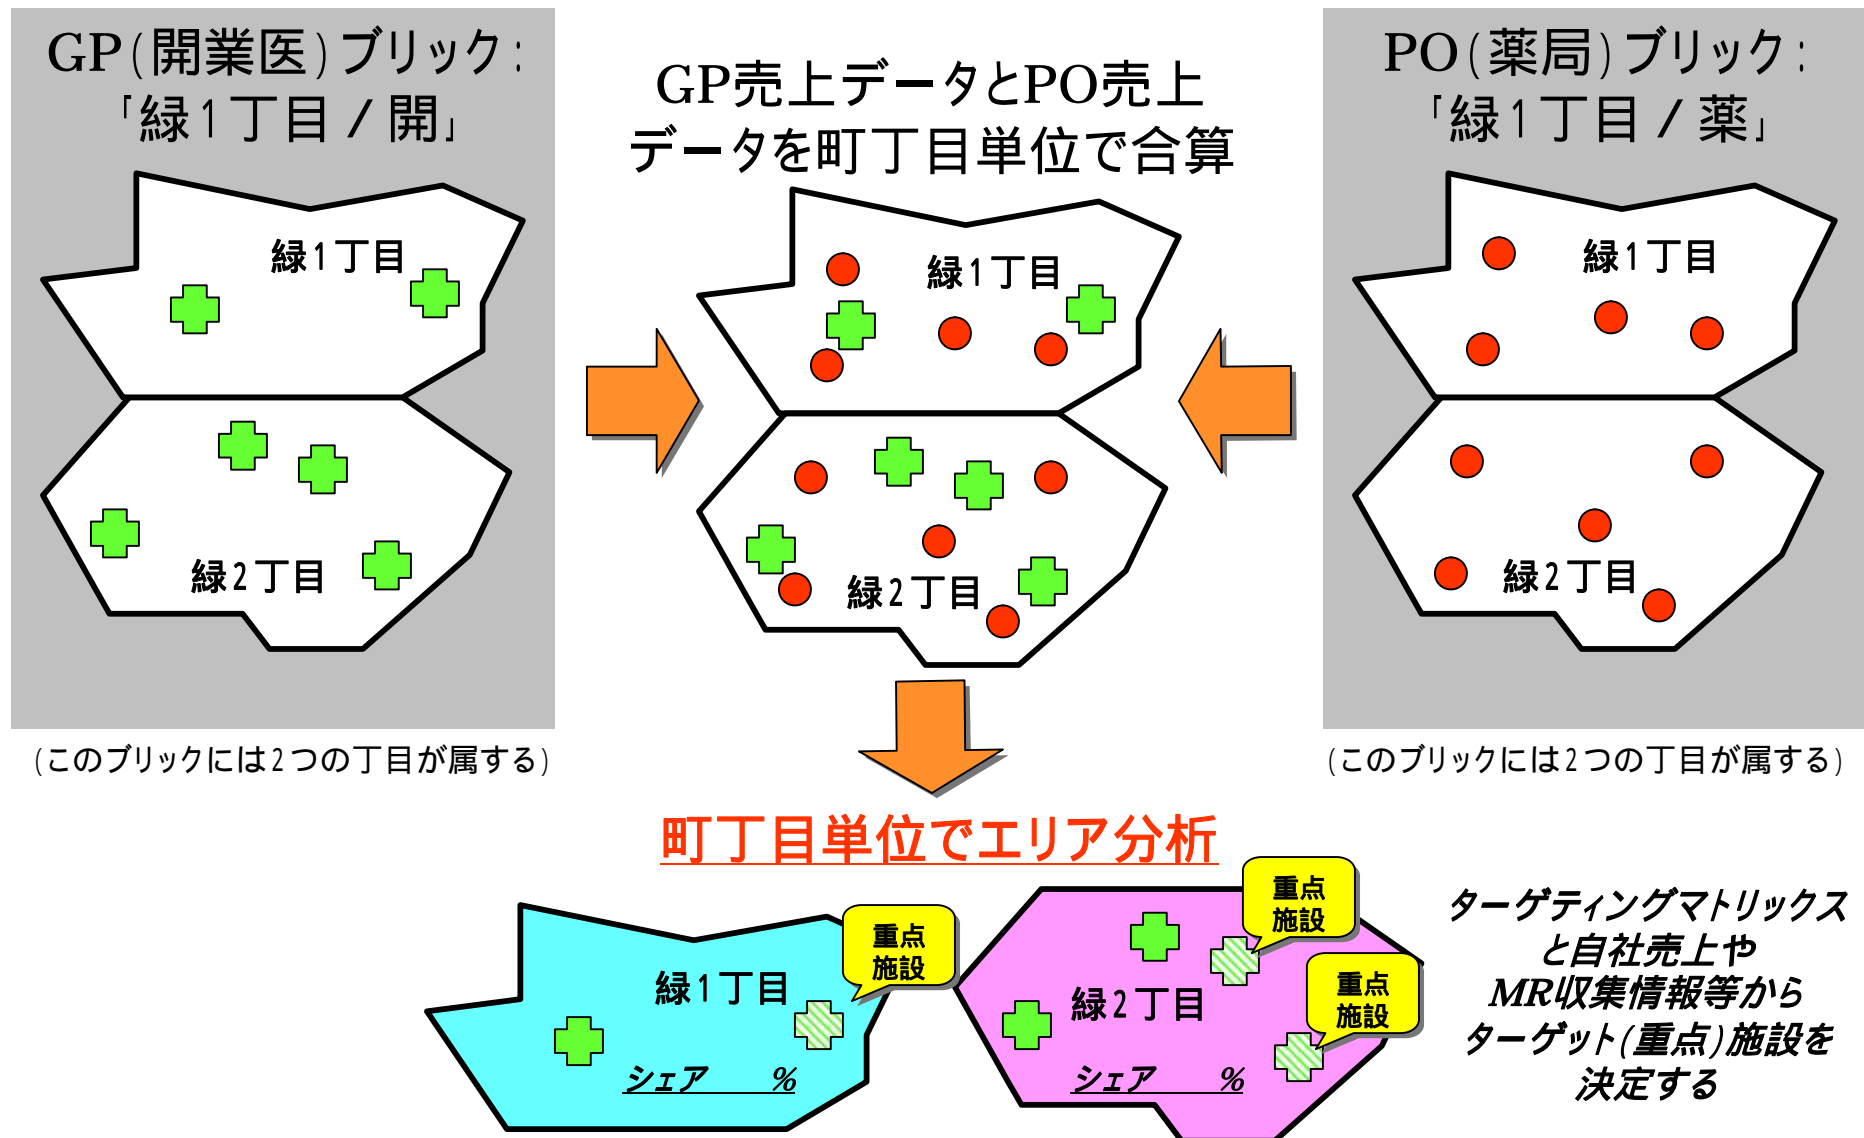 GP(開業医)ブリック:
「緑1丁目/開」
緑1丁目
緑2丁目
(このブリックには2つの丁目が属する)
GP売上データとPO売上
データを町丁目単位で合算
緑1丁目
緑2丁目
PO(薬局)ブリック:
「緑1丁目/薬」
緑1丁目
緑2丁目
(このブリックには2つの丁目が属する)
町丁目単位でエリア分析
緑1丁目
重点
施設
シェア %
緑2丁目
重点
施設
重点
施設
シェア %
ターゲティングマトリックス
と自社売上や
MR収集情報等から
ターゲット(重点)施設を
決定する